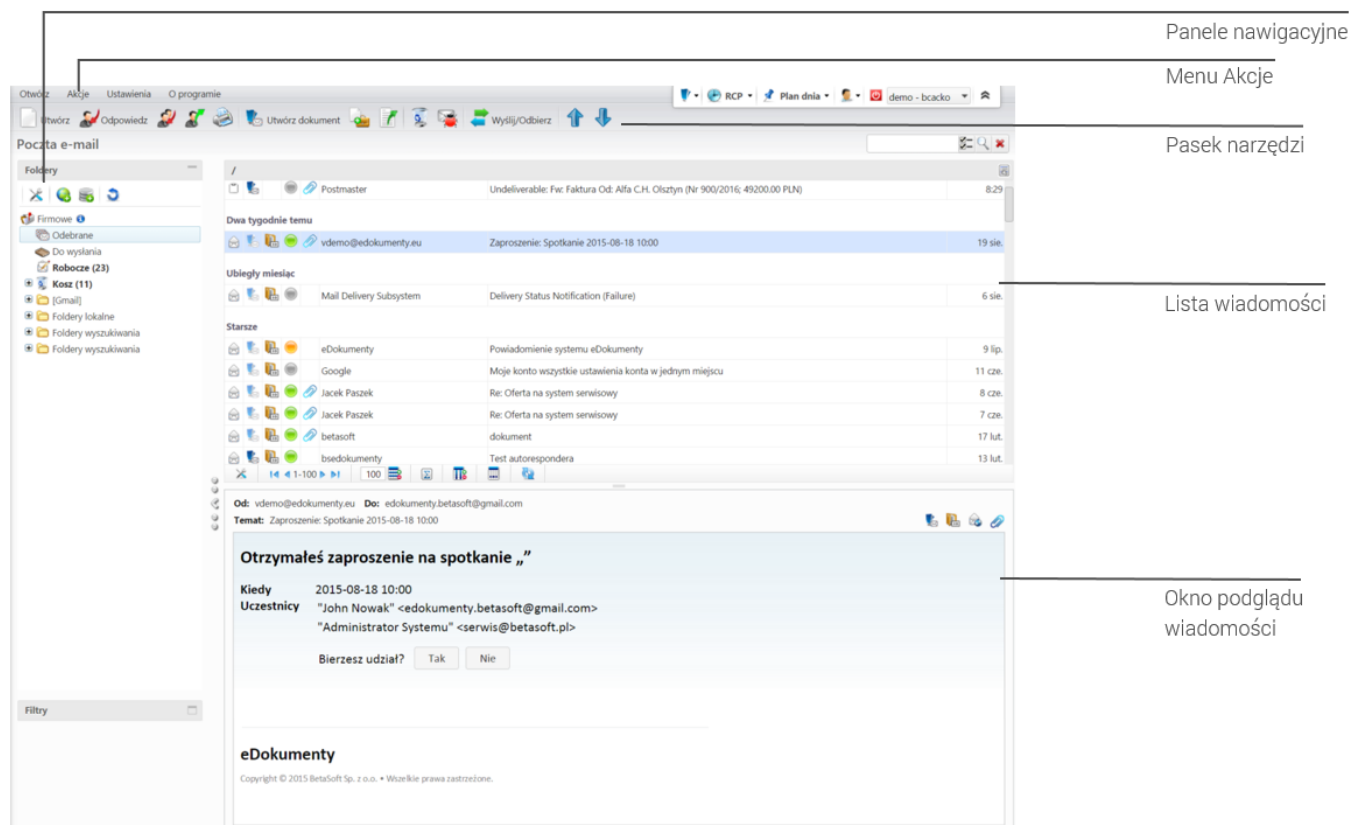 Panele nawigacyjne
Menu Akcje
Otwórz Akcje Ustawienia O programie
RCP Plan dnia demo - bcacko
Utwórz Odpowiedz Utwórz dokument Wyślij/Odbierz
Pasek narzędzi
Poczta e-mail
Foldery
/
Postmaster Undeliverable: Fw: Faktura Od: Alfa C.H. Olsztyn (Nr 900/2016; 49200.00 PLN) 8:29
Firmowe
Dwa tygodnie temu
Odebrane
vdemo@edokumenty.eu Zaproszenie: Spotkanie 2015-08-18 10:00 19 sie.
Do wysłania
Robocze (23)
Ubiegły miesiąc
Kosz (11)
[Gmail]
Mail Delivery Subsystem Delivery Status Notification (Failure) 6 sie.
Lista wiadomości
Foldery lokalne
Foldery wyszukiwania
Starsze
Foldery wyszukiwania
eDokumenty Powiadomienie systemu eDokumenty 9 lip.
Google Moje konto wszystkie ustawienia konta w jednym miejscu 11 cze.
Jacek Paszek Re: Oferta na system serwisowy 8 cze.
Jacek Paszek Re: Oferta na system serwisowy 7 cze.
betasoft dokument 17 lut.
bsedokumenty Test autorespondera 13 lut.
1-100 100
Od: vdemo@edokumenty.eu Do: edokumenty.betasoft@gmail.com
Temat: Zaproszenie: Spotkanie 2015-08-18 10:00
Otrzymałeś zaproszenie na spotkanie „”
Kiedy 2015-08-18 10:00
Uczestnicy "John Nowak" <edokumenty.betasoft@gmail.com>
"Administrator Systemu" <serwis@betasoft.pl>
Okno podglądu
wiadomości
Bierzesz udział? Tak Nie
Filtry
eDokumenty
Copyright © 2015 BetaSoft Sp. z o.o. • Wszelkie prawa zastrzeżone.